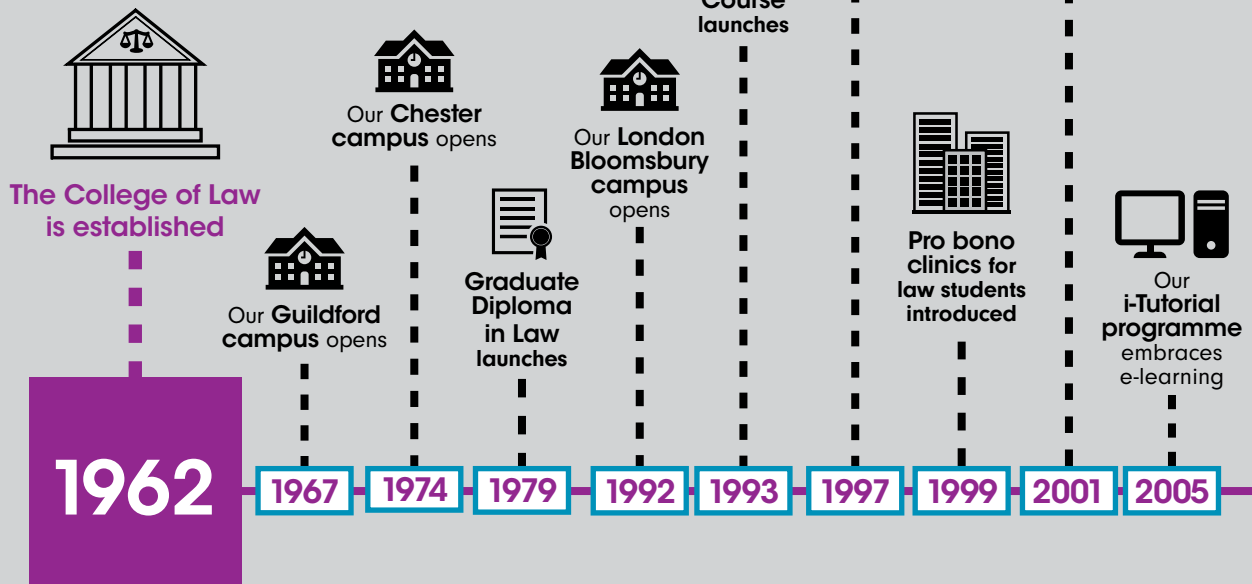 The College of Law
is established
1962
Our Guildford
campus opens
1967
Our Chester
campus opens
1974
Graduate
Diploma
in Law
launches
1979
Our London
Bloomsbury
campus
opens
1992
Course
launches
1993
1997
Pro bono
clinics for
law students
introduced
1999
2001
Our
i-Tutorial
programme
embraces
e-learning
2005